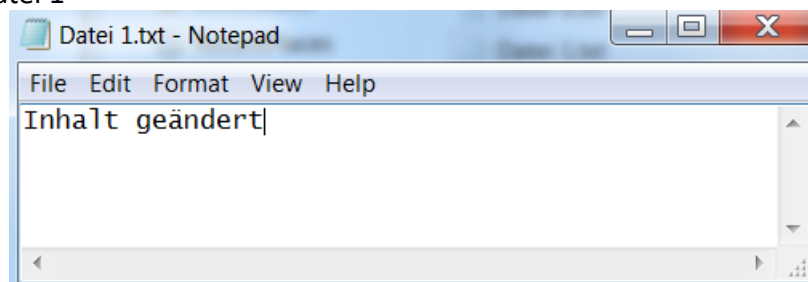 Datei 1.txt - Notepad
File Edit Format View Help
Inhalt geändert